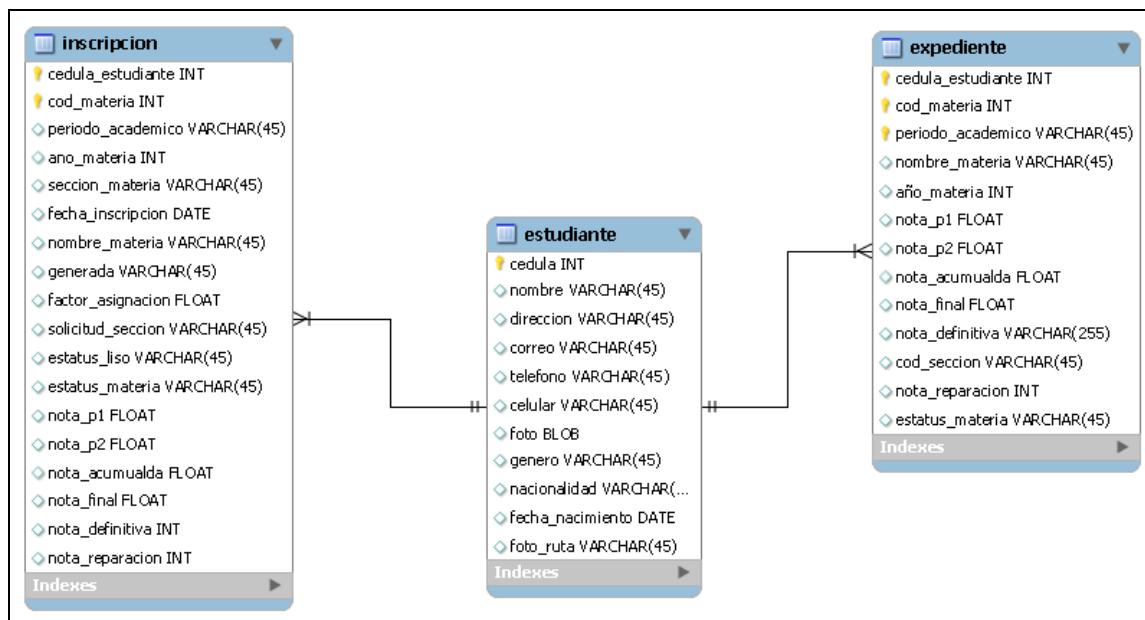 inscripcion
cedula_estudiante INT
cod_materia INT
periodo_academico VARCHAR(45)
ano_materia INT
seccion_materia VARCHAR(45)
fecha_inscripcion DATE
nombre_materia VARCHAR(45)
generada VARCHAR(45)
factor_asignacion FLOAT
solicitud_seccion VARCHAR(45)
estatus_liso VARCHAR(45)
estatus_materia VARCHAR(45)
nota_p1 FLOAT
nota_p2 FLOAT
nota_acumualda FLOAT
nota_final FLOAT
nota_definitiva INT
nota_reparacion INT
Indexes
estudiante
cedula INT
nombre VARCHAR(45)
direccion VARCHAR(45)
correo VARCHAR(45)
telefono VARCHAR(45)
celular VARCHAR(45)
foto BLOB
genero VARCHAR(45)
nacionalidad VARCHAR(...
fecha_nacimiento DATE
foto_ruta VARCHAR(45)
Indexes
expediente
cedula_estudiante INT
cod_materia INT
periodo_academico VARCHAR(45)
nombre_materia VARCHAR(45)
año_materia INT
nota_p1 FLOAT
nota_p2 FLOAT
nota_acumualda FLOAT
nota_final FLOAT
nota_definitiva VARCHAR(255)
cod_seccion VARCHAR(45)
nota_reparacion INT
estatus_materia VARCHAR(45)
Indexes